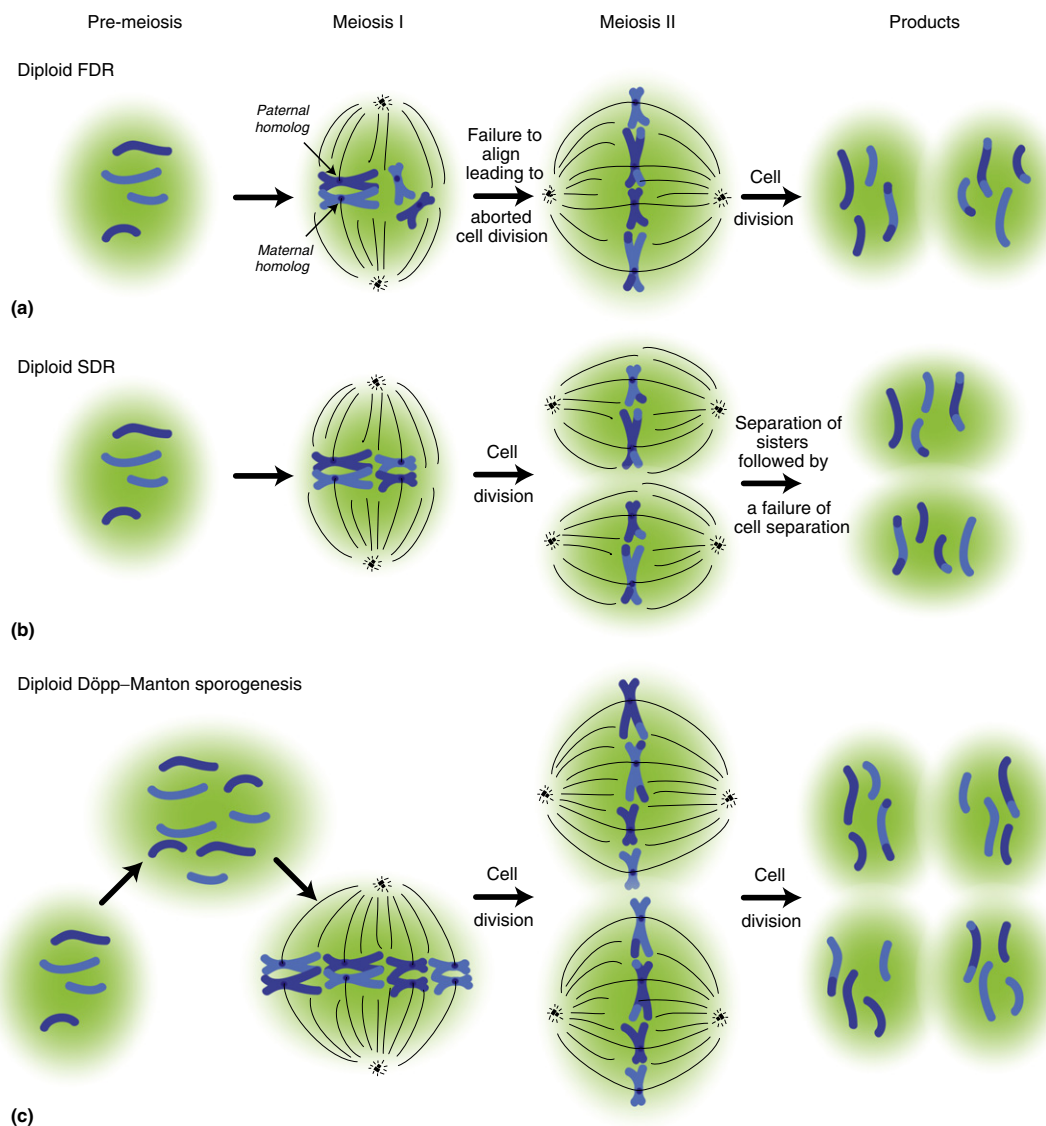 Pre-meiosis
Meiosis I
Meiosis II
Products
Diploid FDR
Paternal
homolog
Maternal
homolog
Failure to
align
leading to
aborted
cell division
Cell
division
(a)
Diploid SDR
Cell
division
Separation of
sisters
followed by
a failure of
cell separation
(b)
Diploid Döpp–Manton sporogenesis
Cell
division
Cell
division
(c)